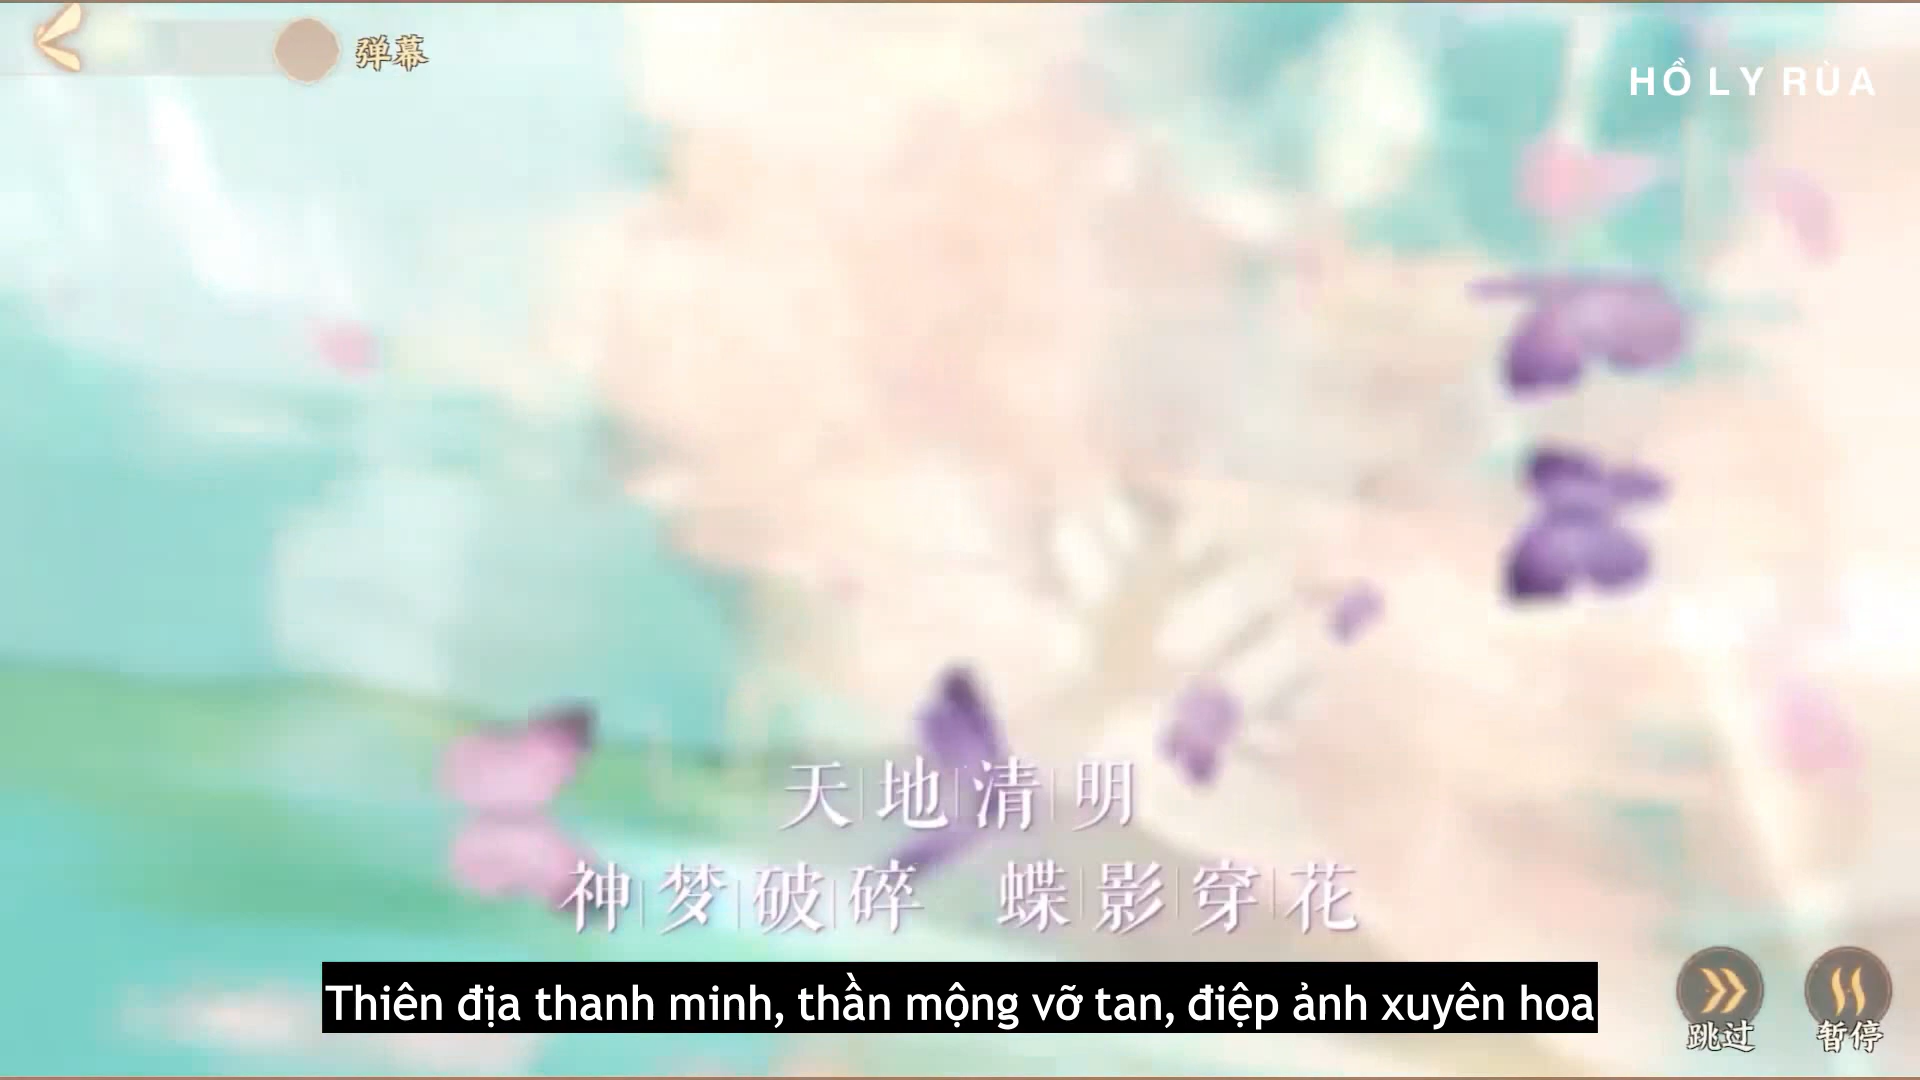 弹幕
HỒ LY RÙA
天地清明
神梦破碎 蝶影穿花
Thiên địa thanh minh, thần mộng vỡ tan, điệp ảnh xuyên hoa
跳过
暂停